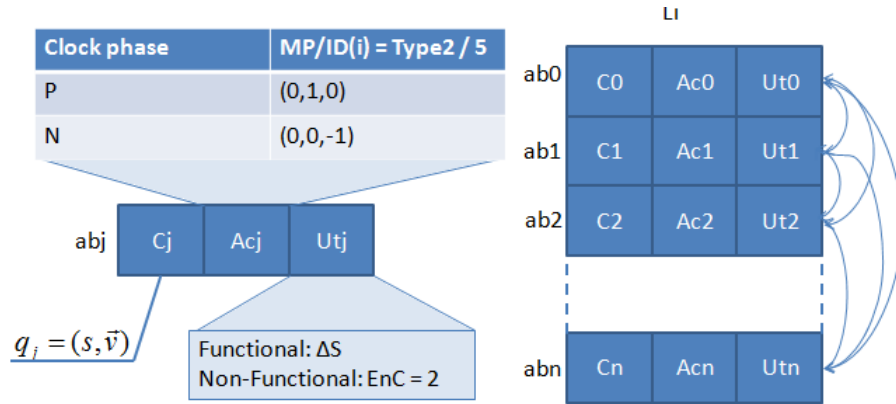 Clock phase MP/ID(i) = Type2 / 5
P (0,1,0)
N (0,0,-1)
abj Cj Acj Utj
q_j = (s, v⃗)
Functional: ΔS
Non-Functional: EnC = 2
ab0 C0 Ac0 Ut0
ab1 C1 Ac1 Ut1
ab2 C2 Ac2 Ut2
abn Cn Acn Utn